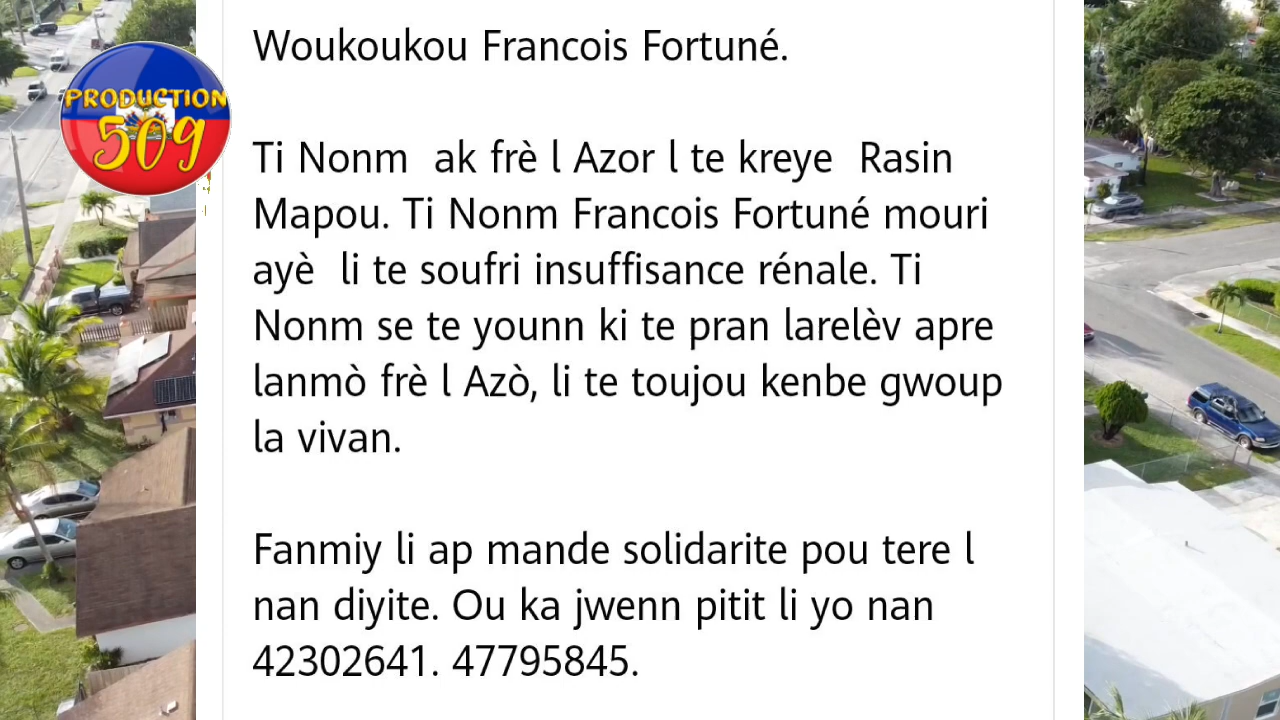 PRODUCTION
509
Woukoukou Francois Fortuné.
Ti Nonm ak frè l Azor l te kreye Rasin
Mapou. Ti Nonm Francois Fortuné mouri
ayè li te soufri insuffisance rénale. Ti
Nonm se te younn ki te pran larelèv apre
lanmò frè l Azò, li te toujou kenbe gwoup
la vivan.
Fanmiy li ap mande solidarite pou tere l
nan diyite. Ou ka jwenn pitit li yo nan
42302641. 47795845.